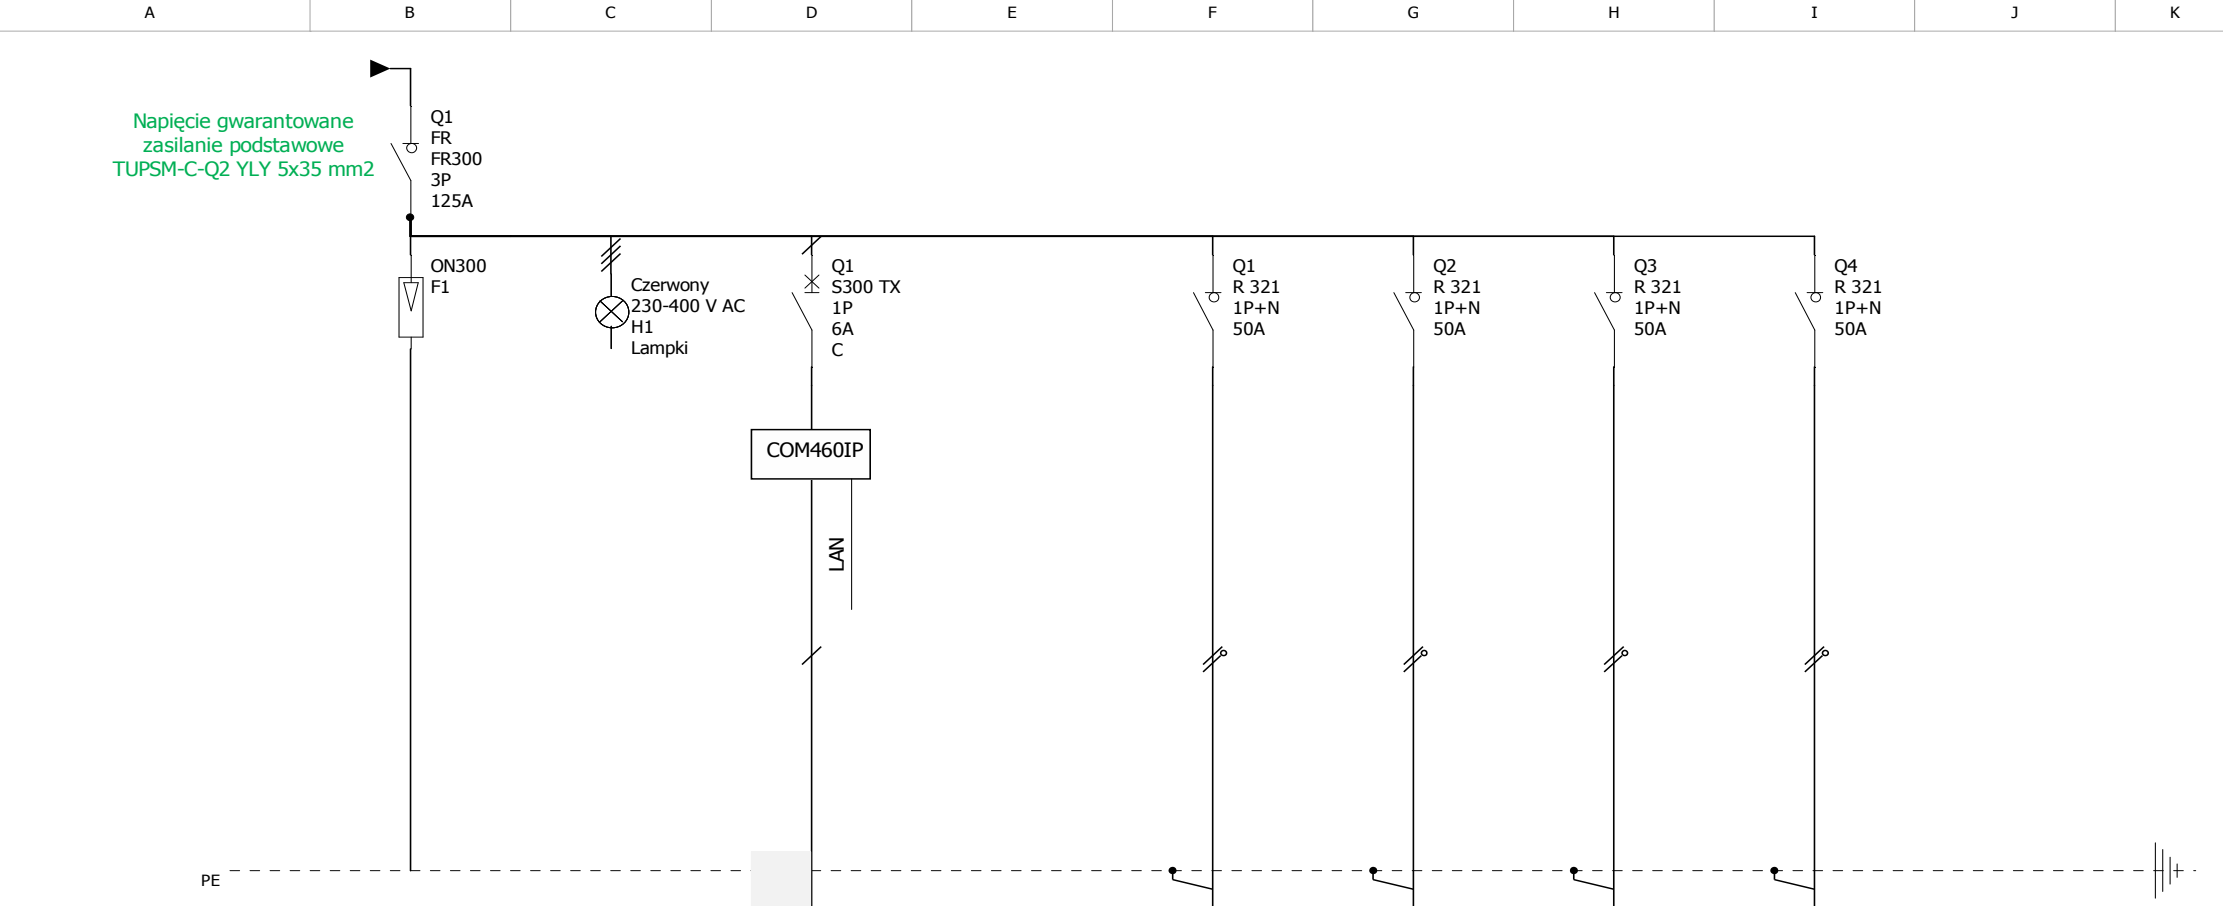 A
B
C
D
E
F
G
H
I
J
K
Napięcie gwarantowane
zasilanie podstawowe
TUPSM-C-Q2 YLY 5x35 mm2
Q1
FR
FR300
3P
125A
ON300
F1
Czerwony
230-400 V AC
H1
Lampki
Q1
S300 TX
1P
6A
C
Q1
R 321
1P+N
50A
Q2
R 321
1P+N
50A
Q3
R 321
1P+N
50A
Q4
R 321
1P+N
50A
COM460IP
LAN
PE